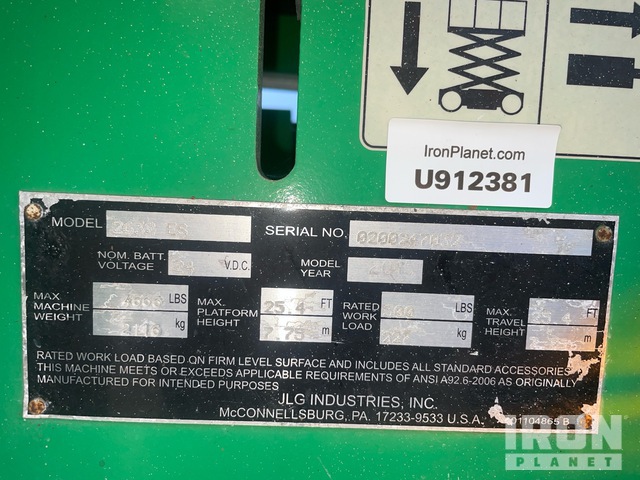 IronPlanet.com
U912381
MODEL
SERIAL NO.
NOM. BATT. VOLTAGE V.D.C.
MODEL YEAR
MAX MACHINE WEIGHT LBS kg
MAX. PLATFORM HEIGHT 25.4 FT m
RATED WORK LOAD LBS kg
MAX. TRAVEL HEIGHT 25.4 FT m
RATED WORK LOAD BASED ON FIRM LEVEL SURFACE AND INCLUDES ALL STANDARD ACCESSORIES
THIS MACHINE MEETS OR EXCEEDS APPLICABLE REQUIREMENTS OF ANSI A92.6-2006 AS ORIGINALLY
MANUFACTURED FOR INTENDED PURPOSES
JLG INDUSTRIES, INC.
McCONNELLSBURG, PA. 17233-9533 U.S.A.
IRON
PLANET